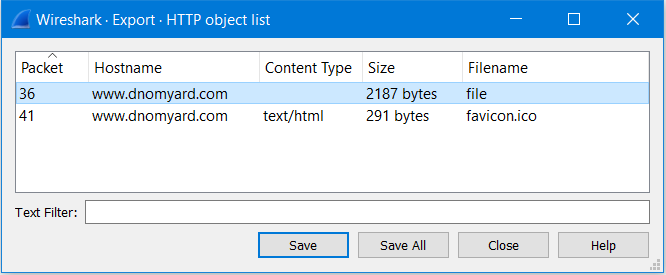 Wireshark · Export · HTTP object list
Packet Hostname Content Type Size Filename
36 www.dnomyard.com 2187 bytes file
41 www.dnomyard.com text/html 291 bytes favicon.ico
Text Filter:
Save Save All Close Help